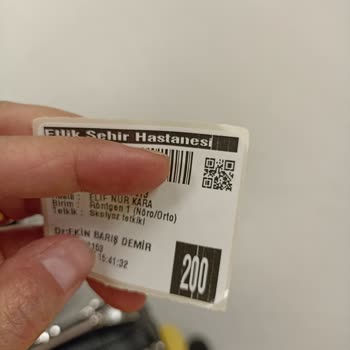 Etlik Şehir Hastanesi
ELİF NUR KARA
Birim : Röntgen 1 (Nöro/Orto)
Tetkik : Skolyoz tetkiki
Dr.EKİN BARIŞ DEMİR
15:41:32
200